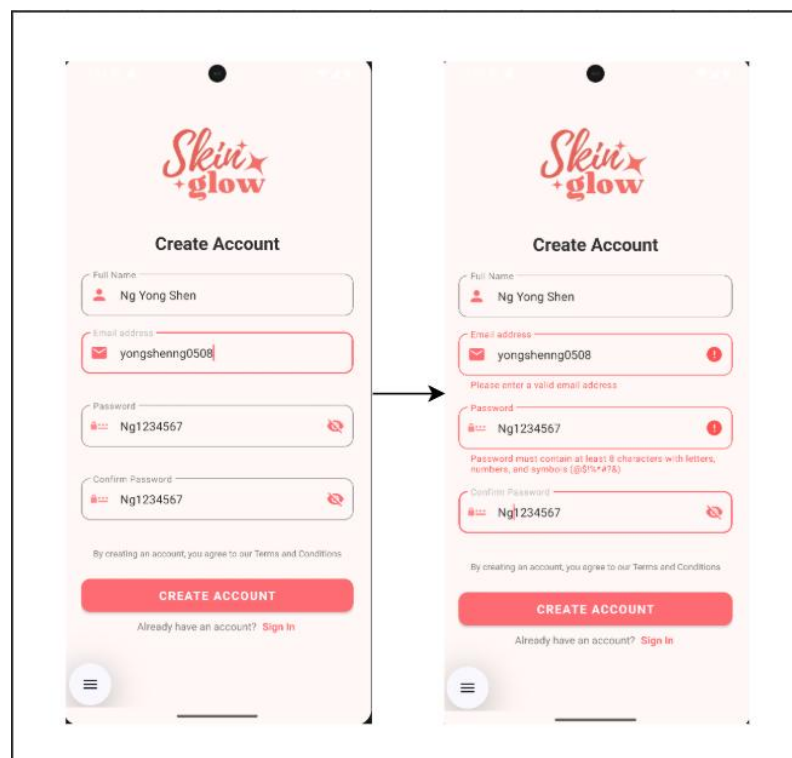 Skin
glow
Create Account
Full Name
Ng Yong Shen
Email address
yongshenng0508
Password
Ng1234567
Confirm Password
Ng1234567
By creating an account, you agree to our Terms and Conditions
CREATE ACCOUNT
Already have an account? Sign In
Skin
glow
Create Account
Full Name
Ng Yong Shen
Email address
yongshenng0508
Please enter a valid email address
Password
Ng1234567
Password must contain at least 8 characters with letters,
numbers, and symbols (@$!%*#?&)
Confirm Password
Ng1234567
By creating an account, you agree to our Terms and Conditions
CREATE ACCOUNT
Already have an account? Sign In